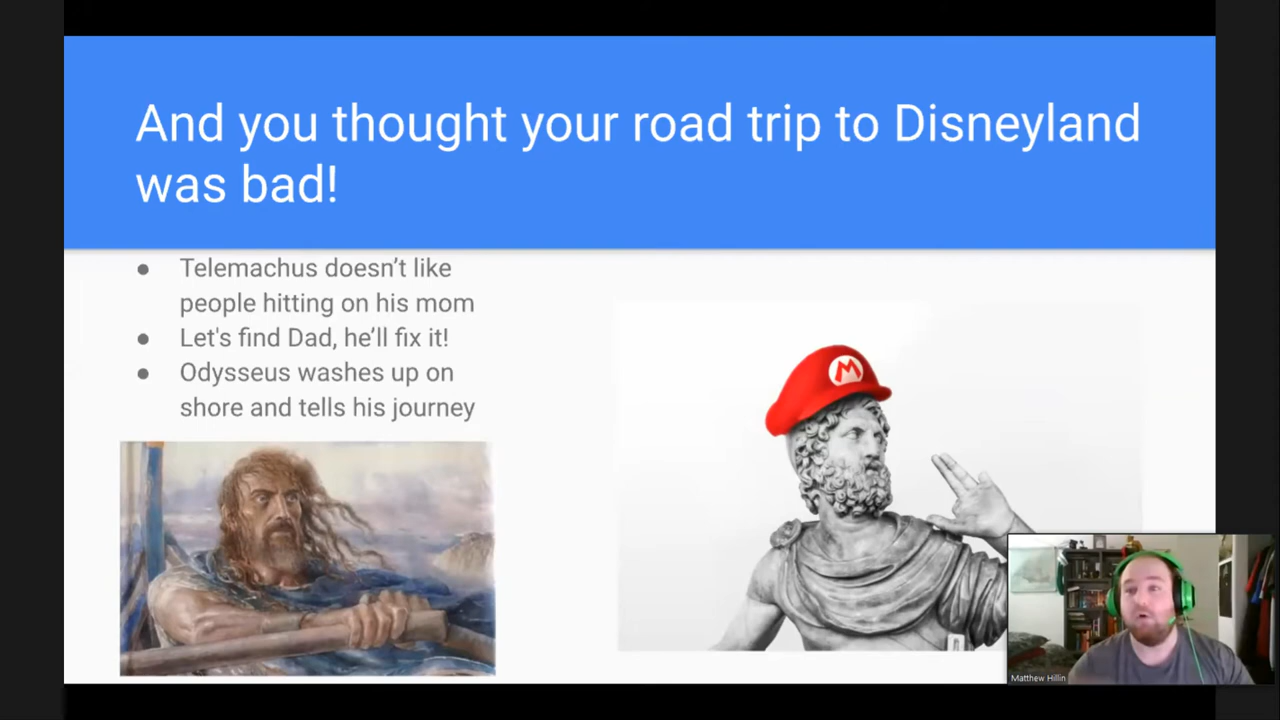 And you thought your road trip to Disneyland
was bad!
● Telemachus doesn’t like
people hitting on his mom
● Let's find Dad, he’ll fix it!
● Odysseus washes up on
shore and tells his journey
M
Matthew Hillin